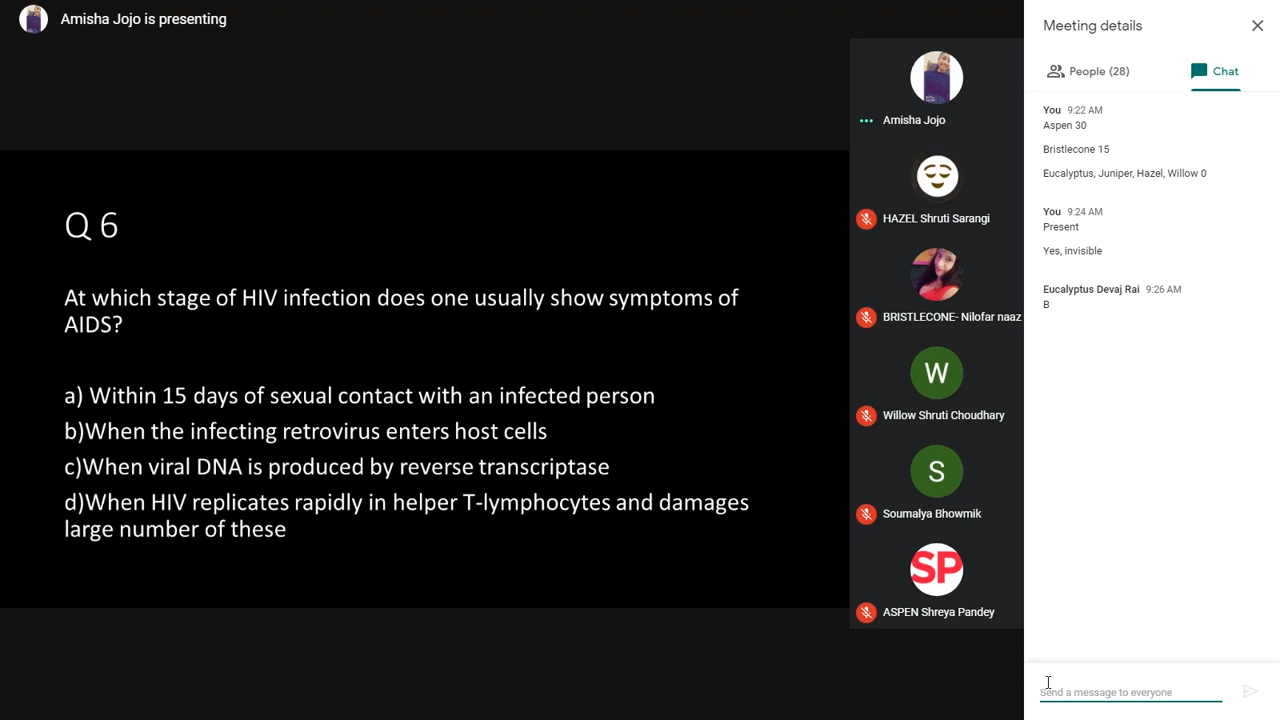 Amisha Jojo is presenting
Q 6
At which stage of HIV infection does one usually show symptoms of
AIDS?
a) Within 15 days of sexual contact with an infected person
b)When the infecting retrovirus enters host cells
c)When viral DNA is produced by reverse transcriptase
d)When HIV replicates rapidly in helper T-lymphocytes and damages
large number of these
Amisha Jojo
HAZEL Shruti Sarangi
BRISTLECONE- Nilofar naaz
W
Willow Shruti Choudhary
S
Soumalya Bhowmik
SP
ASPEN Shreya Pandey
Meeting details
People (28)
Chat
You 9:22 AM
Aspen 30
Bristlecone 15
Eucalyptus, Juniper, Hazel, Willow 0
You 9:24 AM
Present
Yes, invisible
Eucalyptus Devaj Rai 9:26 AM
B
Send a message to everyone